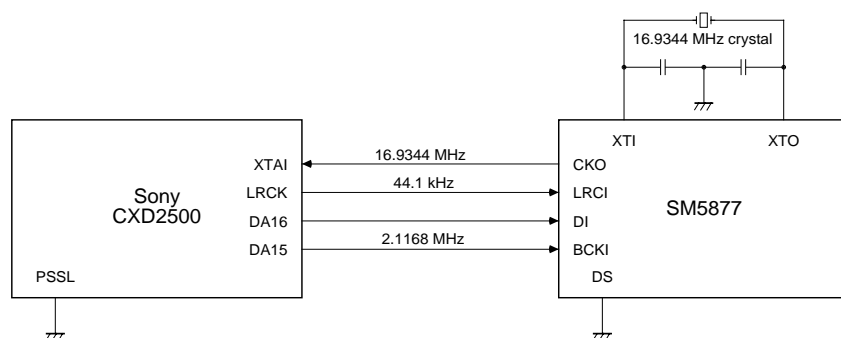 16.9344 MHz crystal
XTI
XTO
XTAI
16.9344 MHz
CKO
Sony
CXD2500
LRCK
44.1 kHz
LRCI
SM5877
DA16
DI
DA15
2.1168 MHz
BCKI
PSSL
DS